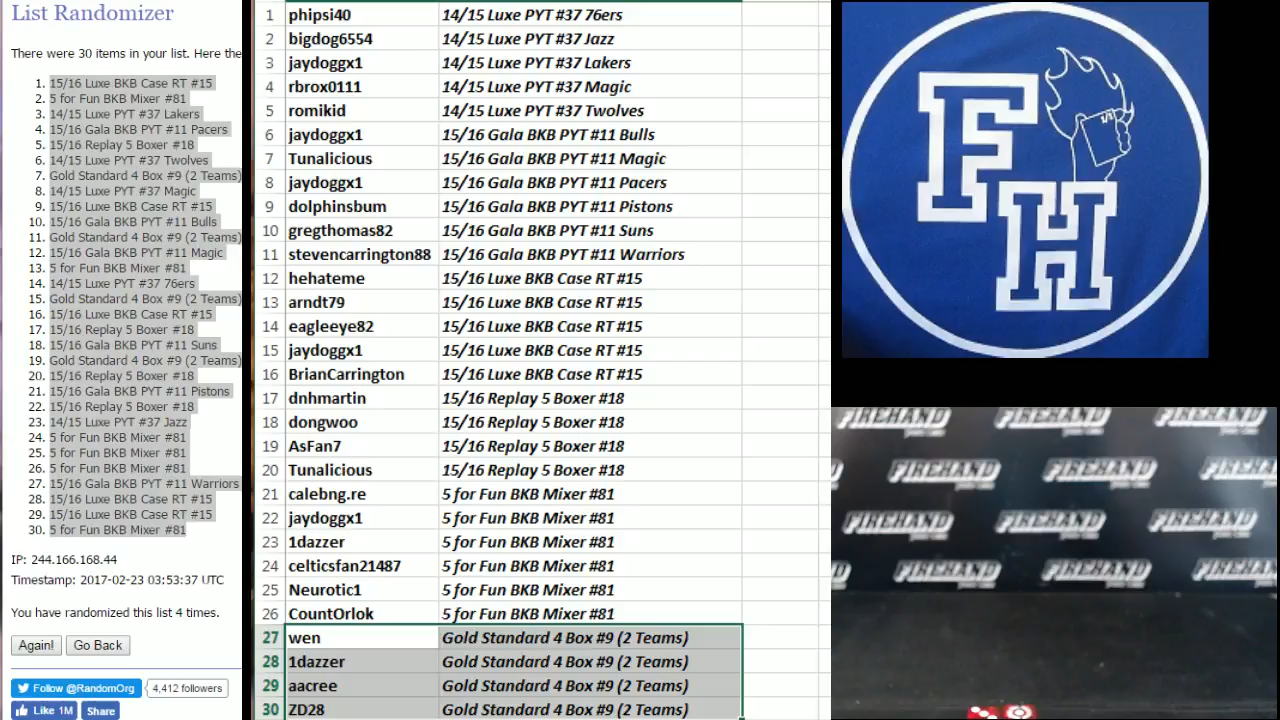 List Randomizer
There were 30 items in your list. Here the
1. 15/16 Luxe BKB Case RT #15
2. 5 for Fun BKB Mixer #81
3. 14/15 Luxe PYT #37 Lakers
4. 15/16 Gala BKB PYT #11 Pacers
5. 15/16 Replay 5 Boxer #18
6. 14/15 Luxe PYT #37 Twolves
7. Gold Standard 4 Box #9 (2 Teams)
8. 14/15 Luxe PYT #37 Magic
9. 15/16 Luxe BKB Case RT #15
10. 15/16 Gala BKB PYT #11 Bulls
11. Gold Standard 4 Box #9 (2 Teams)
12. 15/16 Gala BKB PYT #11 Magic
13. 5 for Fun BKB Mixer #81
14. 14/15 Luxe PYT #37 76ers
15. Gold Standard 4 Box #9 (2 Teams)
16. 15/16 Luxe BKB Case RT #15
17. 15/16 Replay 5 Boxer #18
18. 15/16 Gala BKB PYT #11 Suns
19. Gold Standard 4 Box #9 (2 Teams)
20. 15/16 Replay 5 Boxer #18
21. 15/16 Gala BKB PYT #11 Pistons
22. 15/16 Replay 5 Boxer #18
23. 14/15 Luxe PYT #37 Jazz
24. 5 for Fun BKB Mixer #81
25. 5 for Fun BKB Mixer #81
26. 5 for Fun BKB Mixer #81
27. 15/16 Gala BKB PYT #11 Warriors
28. 15/16 Luxe BKB Case RT #15
29. 15/16 Luxe BKB Case RT #15
30. 5 for Fun BKB Mixer #81
IP: 244.166.168.44
Timestamp: 2017-02-23 03:53:37 UTC
You have randomized this list 4 times.
Again! Go Back
Follow @RandomOrg 4,412 followers
Like 1M Share
1 phipsi40 14/15 Luxe PYT #37 76ers
2 bigdog6554 14/15 Luxe PYT #37 Jazz
3 jaydoggx1 14/15 Luxe PYT #37 Lakers
4 rbrox0111 14/15 Luxe PYT #37 Magic
5 romikid 14/15 Luxe PYT #37 Twolves
6 jaydoggx1 15/16 Gala BKB PYT #11 Bulls
7 Tunalicious 15/16 Gala BKB PYT #11 Magic
8 jaydoggx1 15/16 Gala BKB PYT #11 Pacers
9 dolphinsbum 15/16 Gala BKB PYT #11 Pistons
10 gregthomas82 15/16 Gala BKB PYT #11 Suns
11 stevencarrington88 15/16 Gala BKB PYT #11 Warriors
12 hehateme 15/16 Luxe BKB Case RT #15
13 arndt79 15/16 Luxe BKB Case RT #15
14 eagleeye82 15/16 Luxe BKB Case RT #15
15 jaydoggx1 15/16 Luxe BKB Case RT #15
16 BrianCarrington 15/16 Luxe BKB Case RT #15
17 dnhmartin 15/16 Replay 5 Boxer #18
18 dongwoo 15/16 Replay 5 Boxer #18
19 AsFan7 15/16 Replay 5 Boxer #18
20 Tunalicious 15/16 Replay 5 Boxer #18
21 calebng.re 5 for Fun BKB Mixer #81
22 jaydoggx1 5 for Fun BKB Mixer #81
23 1dazzer 5 for Fun BKB Mixer #81
24 celticsfan21487 5 for Fun BKB Mixer #81
25 Neurotic1 5 for Fun BKB Mixer #81
26 CountOrlok 5 for Fun BKB Mixer #81
27 wen Gold Standard 4 Box #9 (2 Teams)
28 1dazzer Gold Standard 4 Box #9 (2 Teams)
29 aacree Gold Standard 4 Box #9 (2 Teams)
30 ZD28 Gold Standard 4 Box #9 (2 Teams)
F
H
FIREHAND FIREHAND FIREHAND
FIREHAND FIREHAND
FIREHAND FIREHAND FIREHAND
FIREHAND FIREHAND FIREHAND